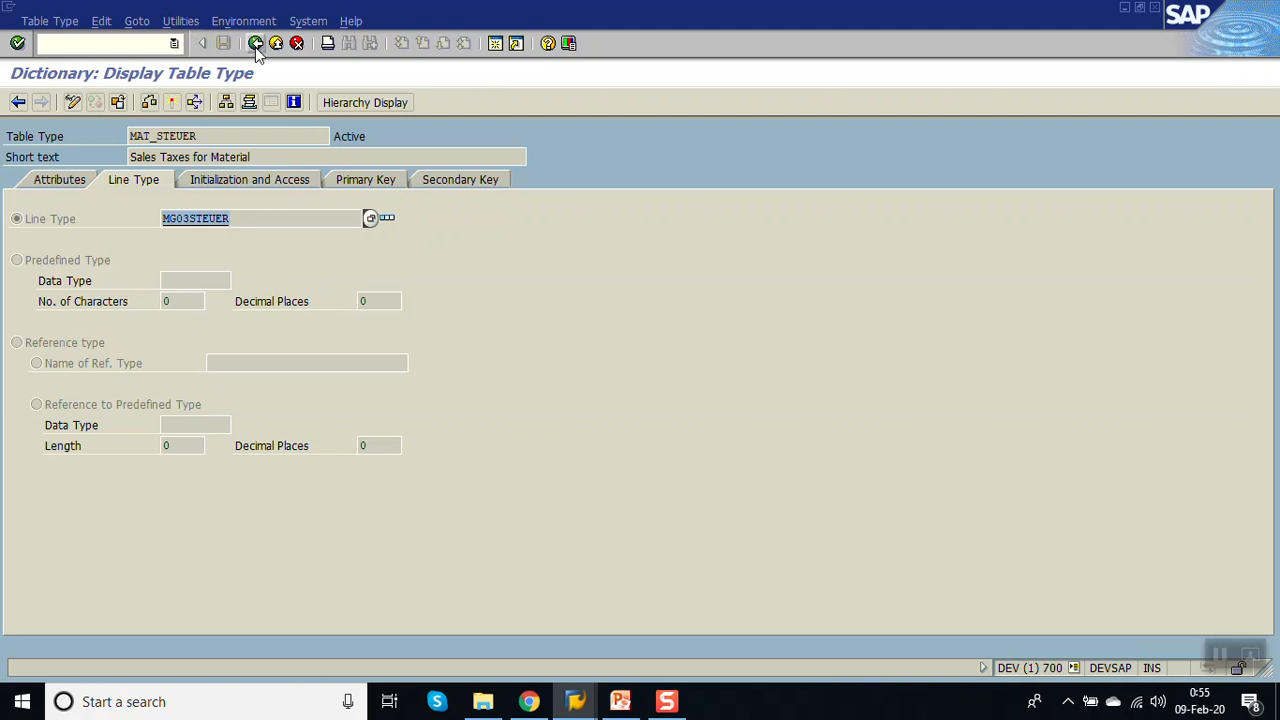 Table Type Edit Goto Utilities Environment System Help
SAP
Dictionary: Display Table Type
Hierarchy Display
Table Type MAT_STEUER Active
Short text Sales Taxes for Material
Attributes Line Type Initialization and Access Primary Key Secondary Key
Line Type MG03STEUER
Predefined Type
Data Type
No. of Characters 0 Decimal Places 0
Reference type
Name of Ref. Type
Reference to Predefined Type
Data Type
Length 0 Decimal Places 0
DEV (1) 700 DEVSAP INS
Start a search
0:55
09-Feb-20
8